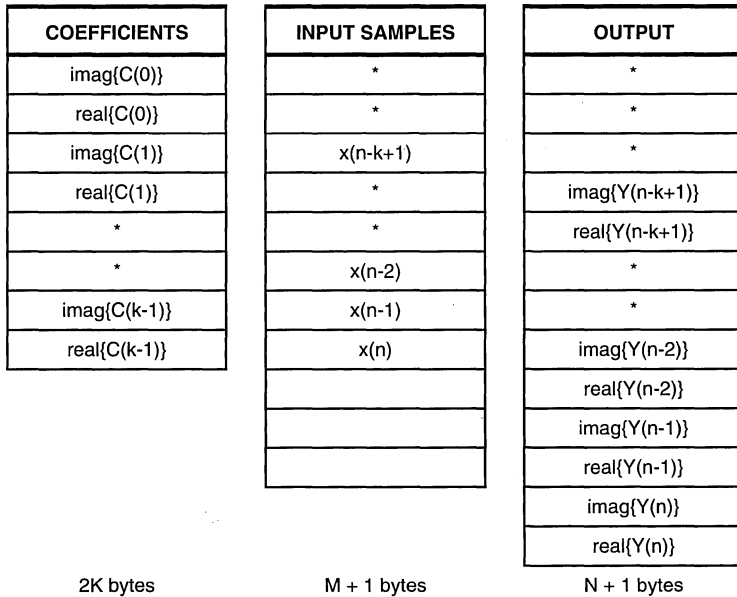 COEFFICIENTS
imag{C(0)}
real{C(0)}
imag{C(1)}
real{C(1)}
*
*
imag{C(k-1)}
real{C(k-1)}
2K bytes
INPUT SAMPLES
*
*
x(n-k+1)
*
*
x(n-2)
x(n-1)
x(n)
M + 1 bytes
OUTPUT
*
*
*
imag{Y(n-k+1)}
real{Y(n-k+1)}
*
*
imag{Y(n-2)}
real{Y(n-2)}
imag{Y(n-1)}
real{Y(n-1)}
imag{Y(n)}
real{Y(n)}
N + 1 bytes